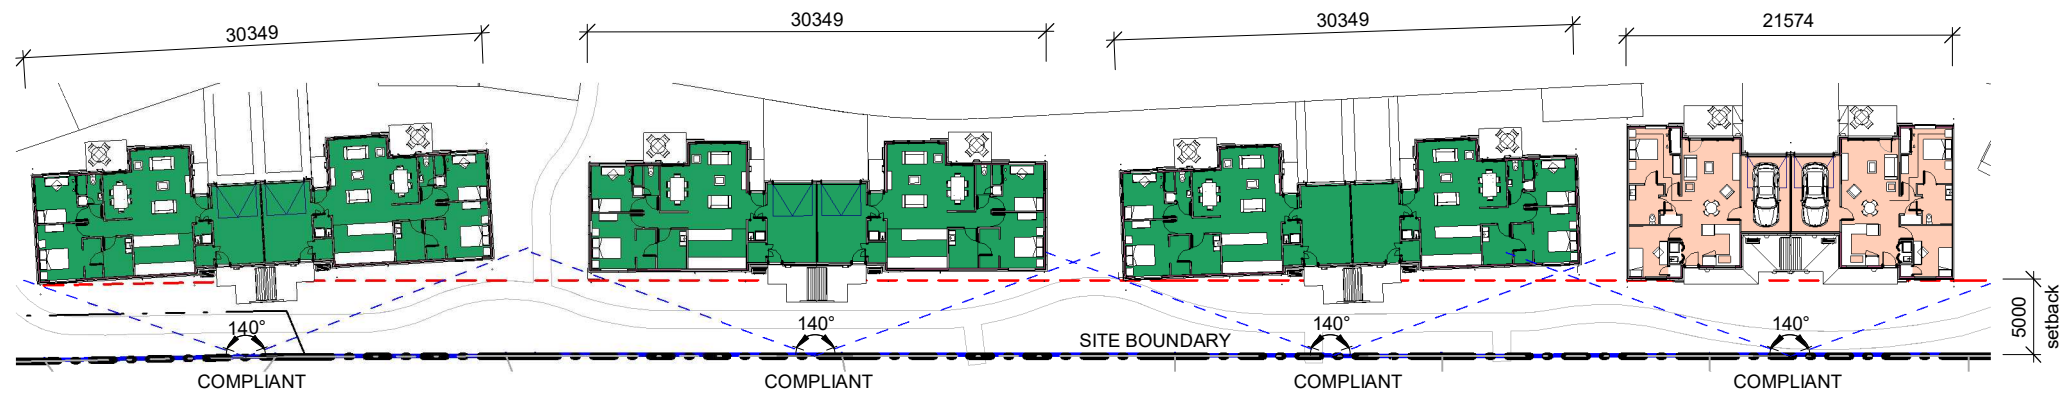 30349
30349
30349
21574
140°
140°
140°
140°
SITE BOUNDARY
5000
setback
COMPLIANT
COMPLIANT
COMPLIANT
COMPLIANT